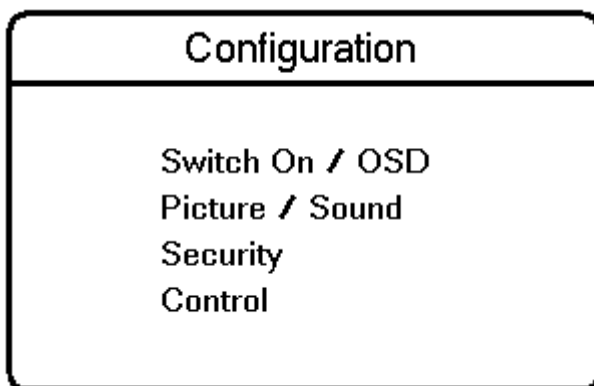 Configuration
Switch On / OSD
Picture / Sound
Security
Control